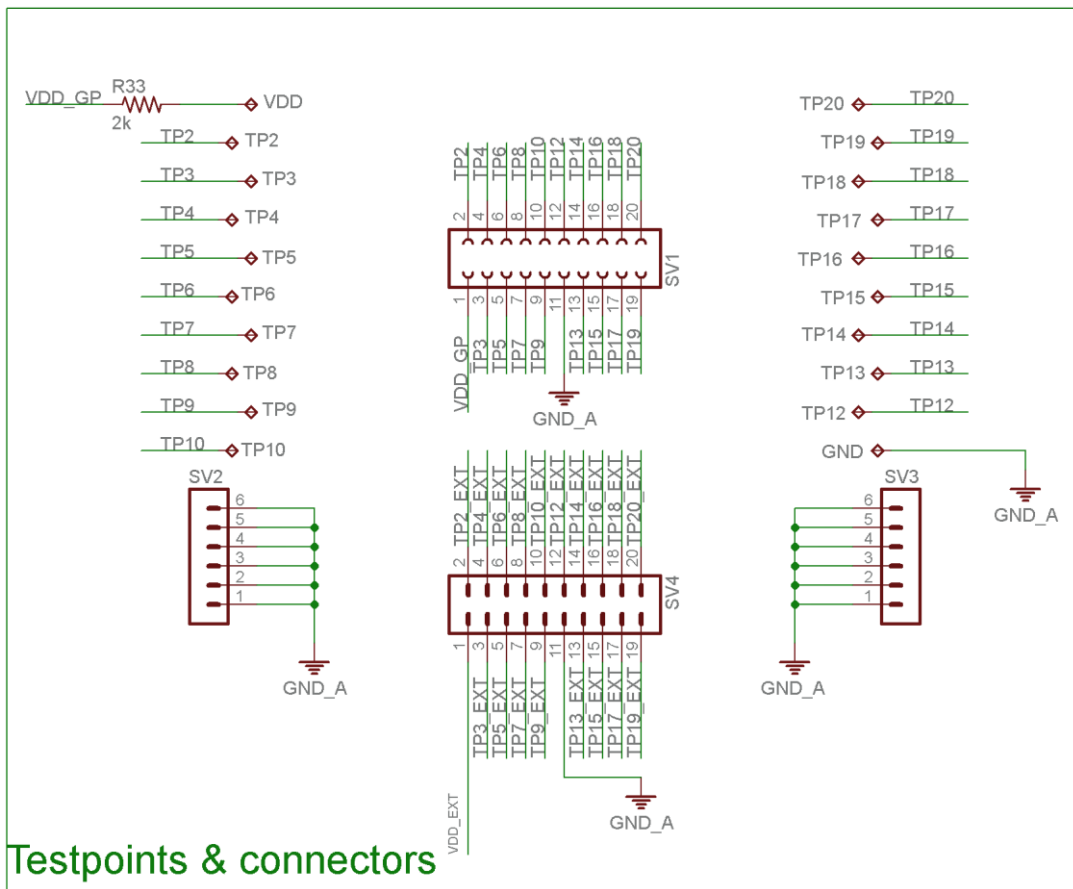 R33
VDD_GP
2k
VDD
TP2 TP2
TP3 TP3
TP4 TP4
TP5 TP5
TP6 TP6
TP7 TP7
TP8 TP8
TP9 TP9
TP10 TP10
TP2 TP4 TP6 TP8 TP10 TP12 TP14 TP16 TP18 TP20
2 4 6 8 10 12 14 16 18 20
SV1
1 3 5 7 9 11 13 15 17 19
VDD_GP TP3 TP5 TP7 TP9 TP13 TP15 TP17 TP19
GND_A
TP20 TP20
TP19 TP19
TP18 TP18
TP17 TP17
TP16 TP16
TP15 TP15
TP14 TP14
TP13 TP13
TP12 TP12
GND
GND_A
SV2
6
5
4
3
2
1
GND_A
TP2_EXT TP4_EXT TP6_EXT TP8_EXT TP10_EXT TP12_EXT TP14_EXT TP16_EXT TP18_EXT TP20_EXT
2 4 6 8 10 12 14 16 18 20
SV4
1 3 5 7 9 11 13 15 17 19
TP3_EXT TP5_EXT TP7_EXT TP9_EXT TP13_EXT TP15_EXT TP17_EXT TP19_EXT
VDD_EXT
GND_A
SV3
6
5
4
3
2
1
GND_A
Testpoints & connectors